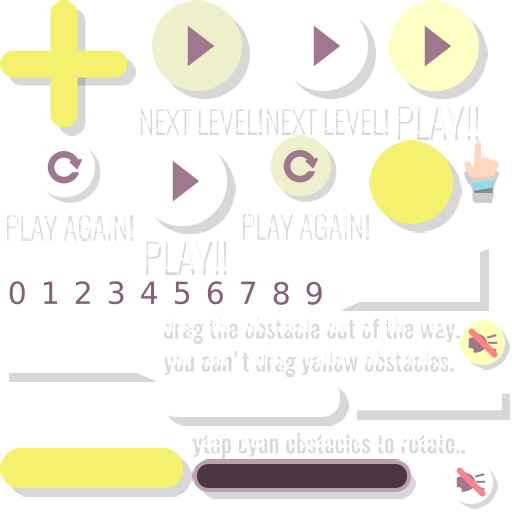 NEXT LEVEL! NEXT LEVEL! PLAY!!
PLAY AGAIN! PLAY AGAIN!
PLAY!!
0 1 2 3 4 5 6 7 8 9
drag the obstacle out of the way.
you can't drag yellow obstacles.
tap cyan obstacles to rotate..